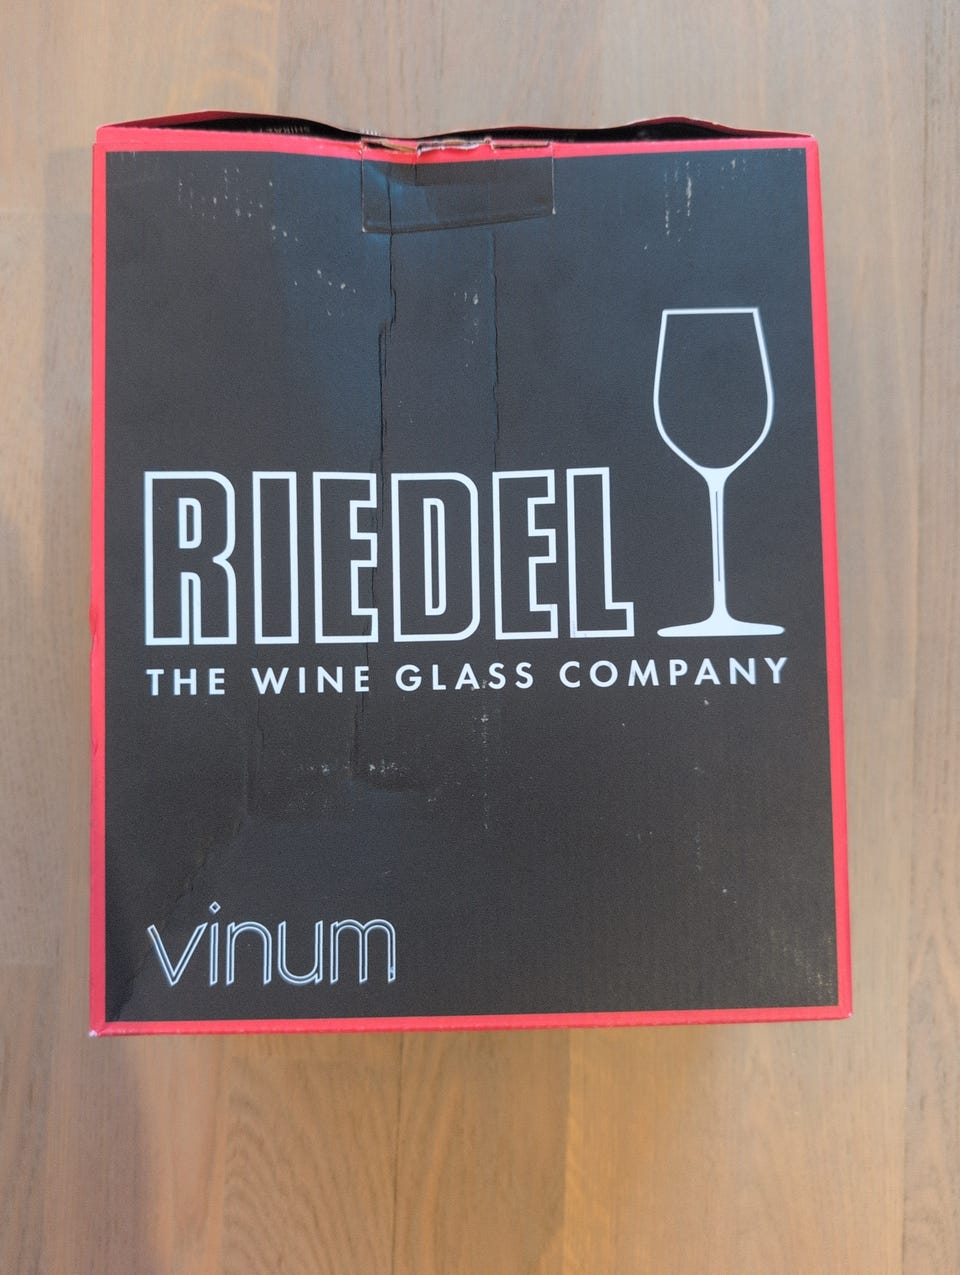 RIEDEL
THE WINE GLASS COMPANY
vinum